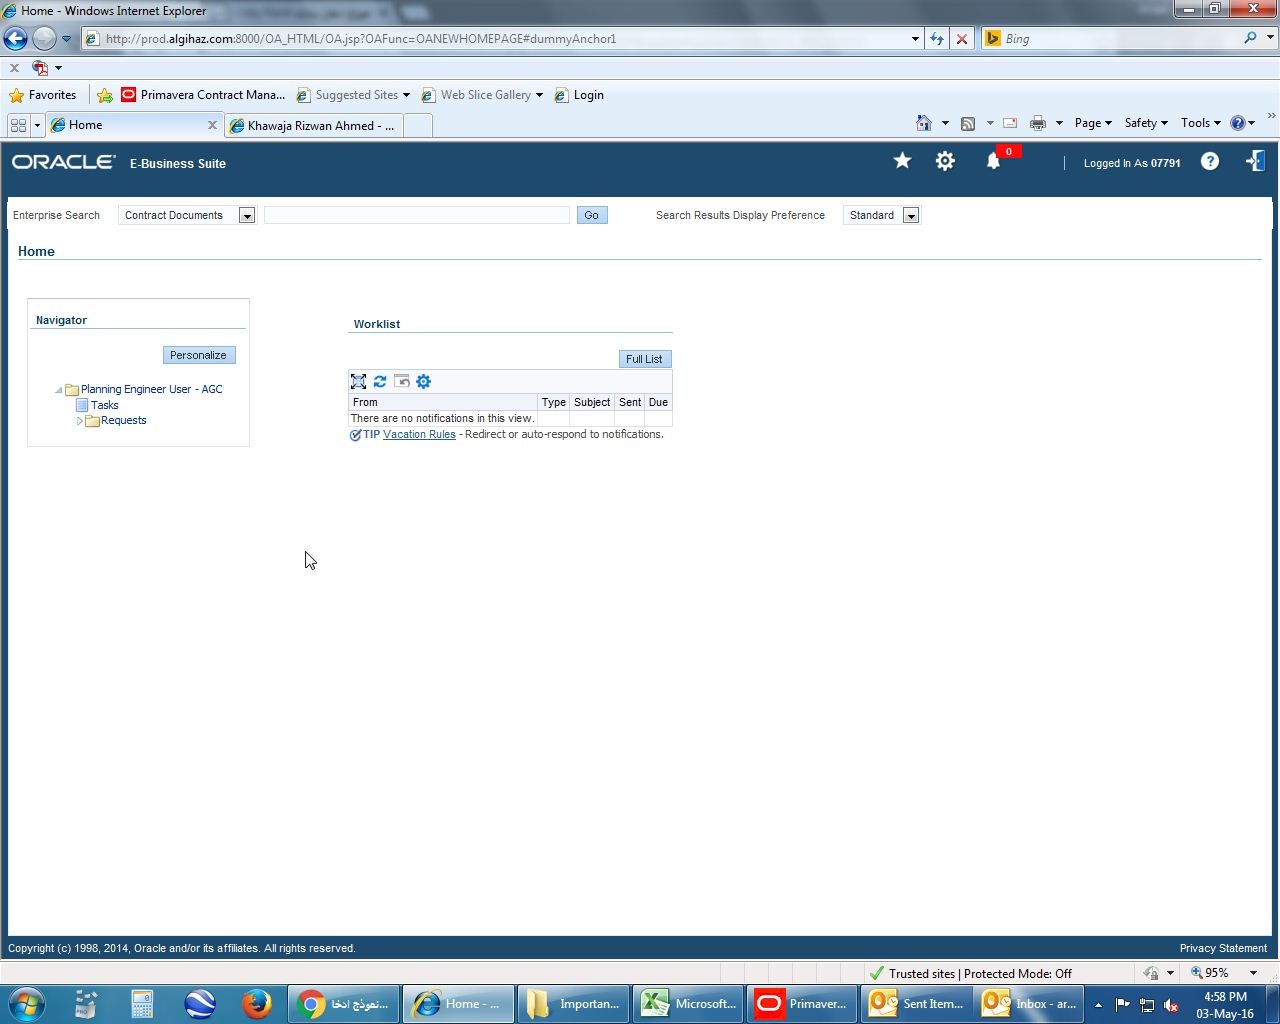 Home - Windows Internet Explorer
http://prod.algihaz.com:8000/OA_HTML/OA.jsp?OAFunc=OANEWHOMEPAGE#dummyAnchor1
Bing
Favorites
Primavera Contract Mana...
Suggested Sites
Web Slice Gallery
Login
Home
Khawaja Rizwan Ahmed - ...
Page
Safety
Tools
ORACLE E-Business Suite
0
Logged In As 07791
Enterprise Search
Contract Documents
Go
Search Results Display Preference
Standard
Home
Navigator
Personalize
Planning Engineer User - AGC
Tasks
Requests
Worklist
Full List
From Type Subject Sent Due
There are no notifications in this view.
TIP Vacation Rules - Redirect or auto-respond to notifications.
Copyright (c) 1998, 2014, Oracle and/or its affiliates. All rights reserved.
Privacy Statement
Trusted sites | Protected Mode: Off
95%
نموذج ادخا...
Home - ...
Importan...
Microsoft...
Primaver...
Sent Item...
Inbox - ar...
4:58 PM
03-May-16